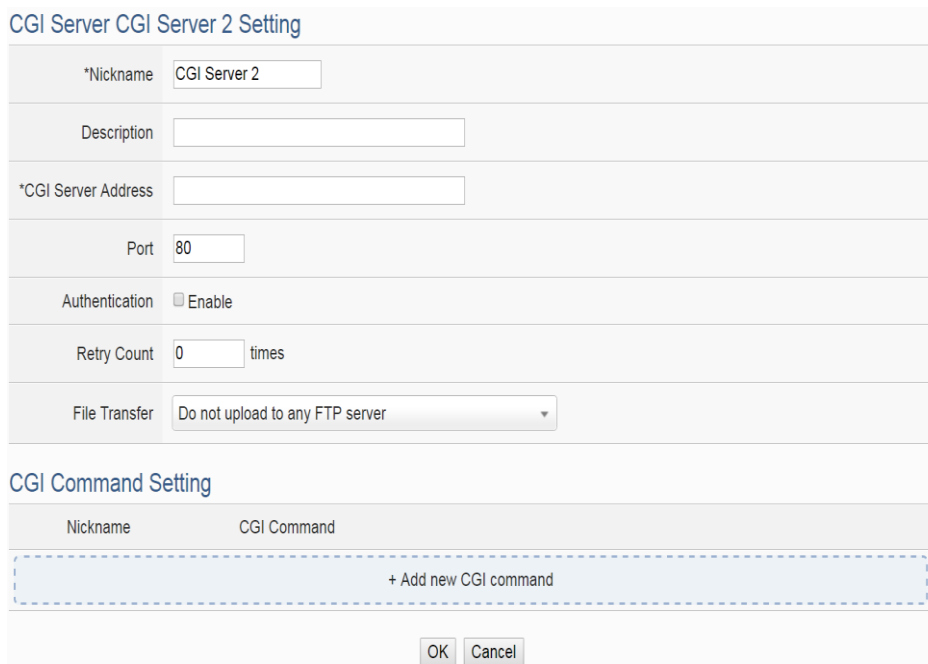 CGI Server CGI Server 2 Setting
*Nickname CGI Server 2
Description
*CGI Server Address
Port 80
Authentication Enable
Retry Count 0 times
File Transfer Do not upload to any FTP server
CGI Command Setting
Nickname CGI Command
+ Add new CGI command
OK Cancel